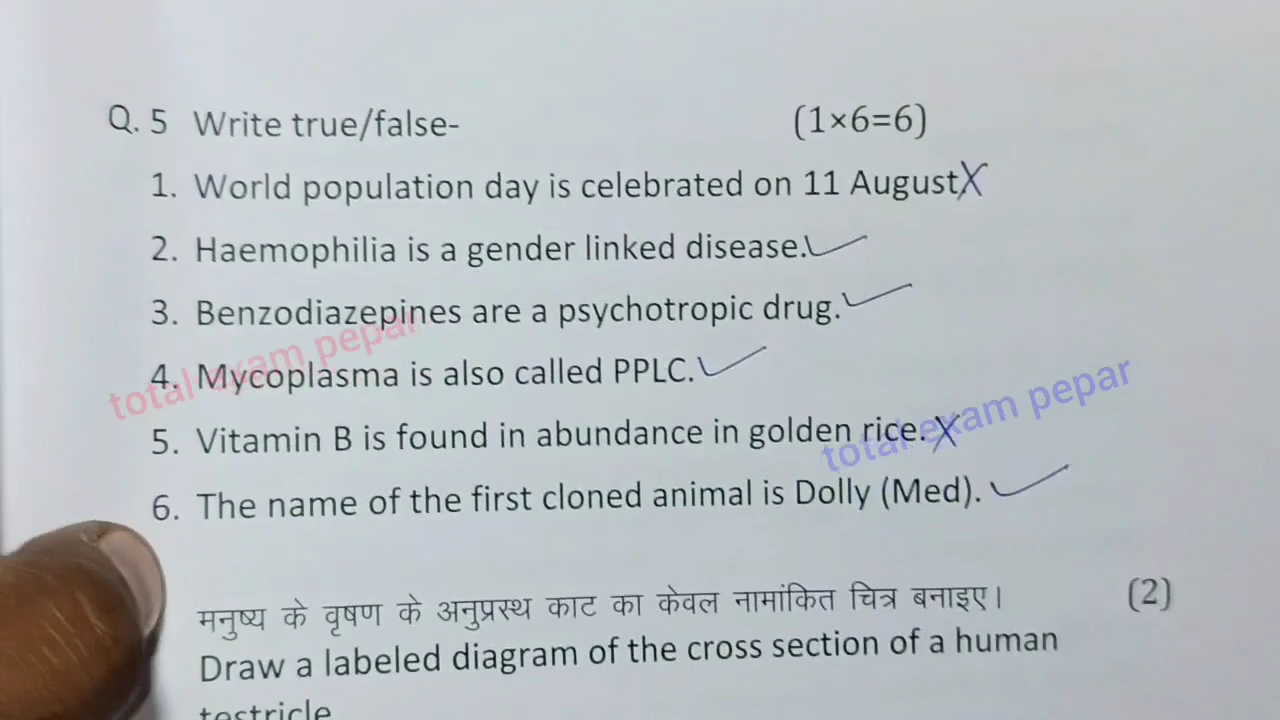 Q. 5 Write true/false- (1×6=6)
1. World population day is celebrated on 11 August X
2. Haemophilia is a gender linked disease. ✓
3. Benzodiazepines are a psychotropic drug. ✓
4. Mycoplasma is also called PPLC. ✓
5. Vitamin B is found in abundance in golden rice. X
6. The name of the first cloned animal is Dolly (Med). ✓
मनुष्य के वृषण के अनुप्रस्थ काट का केवल नामांकित चित्र बनाइए। (2)
Draw a labeled diagram of the cross section of a human
testricle
total exam pepar
total exam pepar